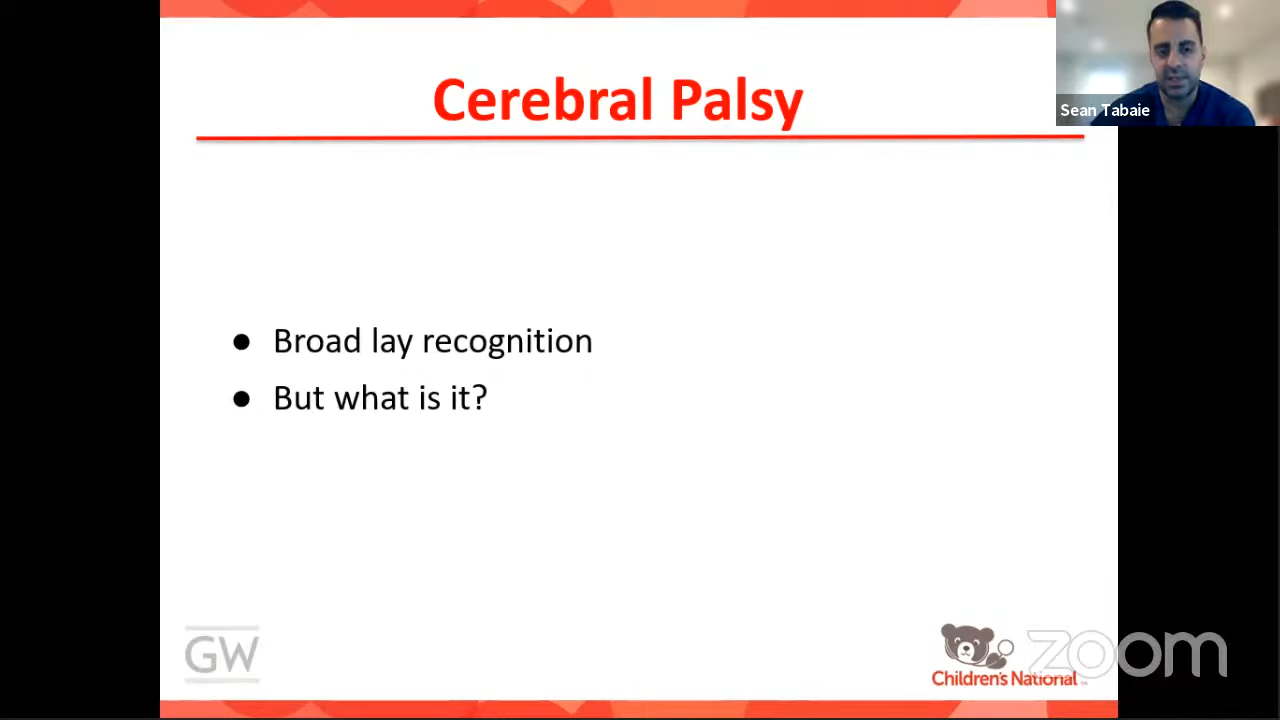 Cerebral Palsy
Sean Tabaie
● Broad lay recognition
● But what is it?
GW
Children's National
zoom